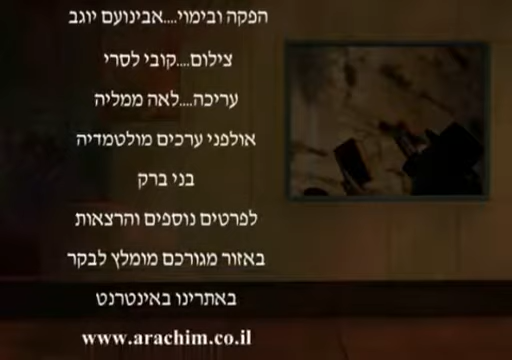 הפקה ובימוי....אבינועם יוגב
צילום....קובי לסרי
עריכה....לאה ממליה
אולפני ערכים מולטמדיה
בני ברק
לפרטים נוספים והרצאות
באזור מגורכם מומלץ לבקר
באתרינו באינטרנט
www.arachim.co.il